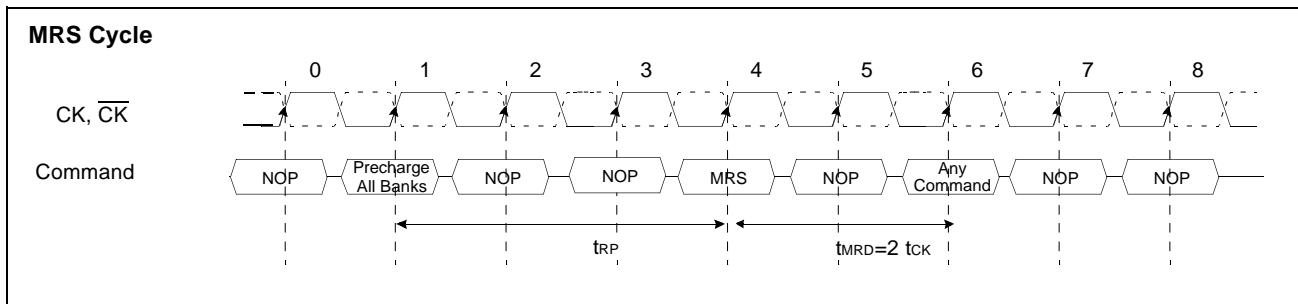 MRS Cycle
0 1 2 3 4 5 6 7 8
CK, C̅K̅
Command
NOP Precharge All Banks NOP NOP MRS NOP Any Command NOP NOP
tRP tMRD=2 tCK